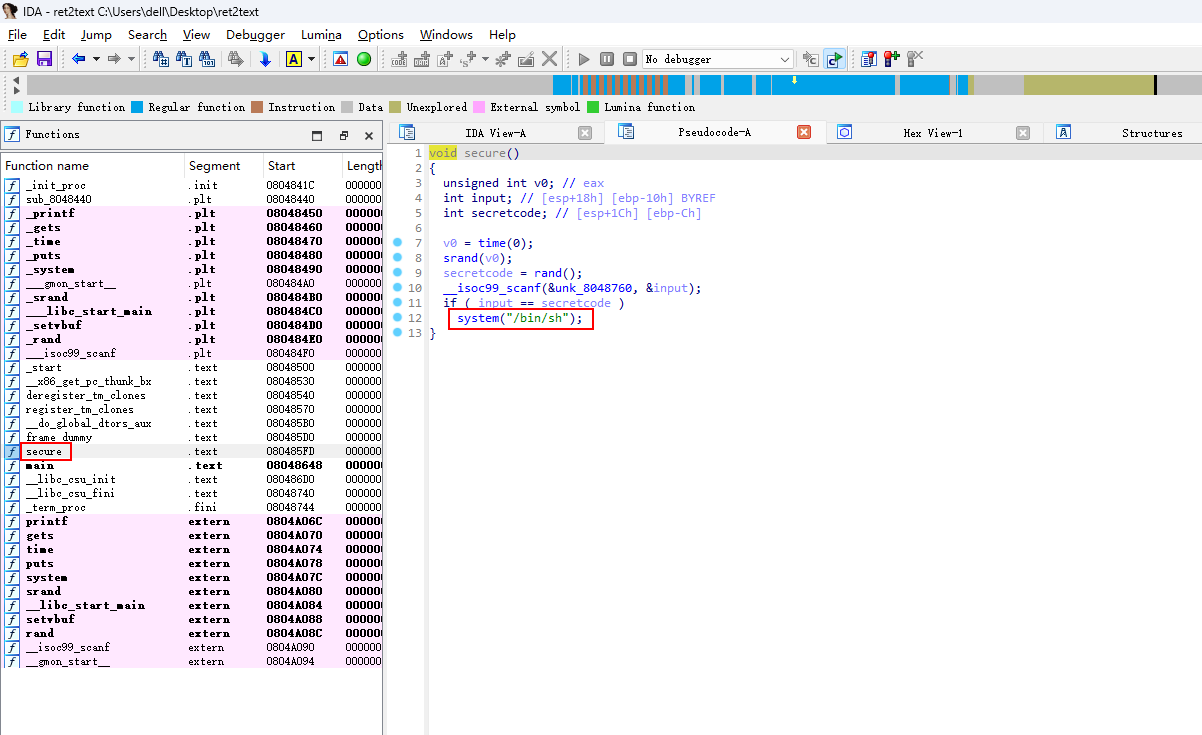 IDA - ret2text C:\Users\dell\Desktop\ret2text
File Edit Jump Search View Debugger Lumina Options Windows Help
No debugger
Library function Regular function Instruction Data Unexplored External symbol Lumina function
Functions
IDA View-A Pseudocode-A Hex View-1 Structures
Function name Segment Start Length
_init_proc .init 0804841C 000000
sub_8048440 .plt 08048440 000000
_printf .plt 08048450 000000
_gets .plt 08048460 000000
_time .plt 08048470 000000
_puts .plt 08048480 000000
_system .plt 08048490 000000
___gmon_start__ .plt 080484A0 000000
_srand .plt 080484B0 000000
___libc_start_main .plt 080484C0 000000
_setvbuf .plt 080484D0 000000
_rand .plt 080484E0 000000
___isoc99_scanf .plt 080484F0 000000
_start .text 08048500 000000
__x86_get_pc_thunk_bx .text 08048530 000000
deregister_tm_clones .text 08048540 000000
register_tm_clones .text 08048570 000000
__do_global_dtors_aux .text 080485B0 000000
frame_dummy .text 080485D0 000000
secure .text 080485FD 000000
main .text 08048648 000000
__libc_csu_init .text 080486D0 000000
__libc_csu_fini .text 08048740 000000
_term_proc .fini 08048744 000000
printf extern 0804A06C 000000
gets extern 0804A070 000000
time extern 0804A074 000000
puts extern 0804A078 000000
system extern 0804A07C 000000
srand extern 0804A080 000000
__libc_start_main extern 0804A084 000000
setvbuf extern 0804A088 000000
rand extern 0804A08C 000000
__isoc99_scanf extern 0804A090 000000
__gmon_start__ extern 0804A094 000000
1 void secure()
2 {
3 unsigned int v0; // eax
4 int input; // [esp+18h] [ebp-10h] BYREF
5 int secretcode; // [esp+1Ch] [ebp-Ch]
6
7 v0 = time(0);
8 srand(v0);
9 secretcode = rand();
10 __isoc99_scanf(&unk_8048760, &input);
11 if ( input == secretcode )
12 system("/bin/sh");
13 }